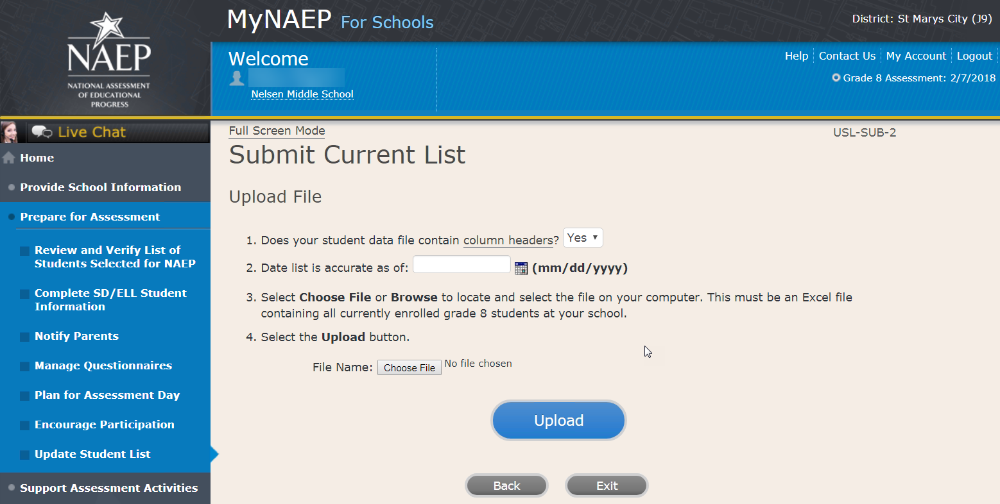 MyNAEP For Schools
District: St Marys City (J9)
NAEP
NATIONAL ASSESSMENT
OF EDUCATIONAL
PROGRESS
Welcome
Nelsen Middle School
Help
Contact Us
My Account
Logout
Grade 8 Assessment: 2/7/2018
Live Chat
Home
Provide School Information
Prepare for Assessment
Review and Verify List of
Students Selected for NAEP
Complete SD/ELL Student
Information
Notify Parents
Manage Questionnaires
Plan for Assessment Day
Encourage Participation
Update Student List
Support Assessment Activities
Full Screen Mode
USL-SUB-2
Submit Current List
Upload File
1. Does your student data file contain column headers? Yes
2. Date list is accurate as of: (mm/dd/yyyy)
3. Select Choose File or Browse to locate and select the file on your computer. This must be an Excel file
containing all currently enrolled grade 8 students at your school.
4. Select the Upload button.
File Name: Choose File No file chosen
Upload
Back
Exit